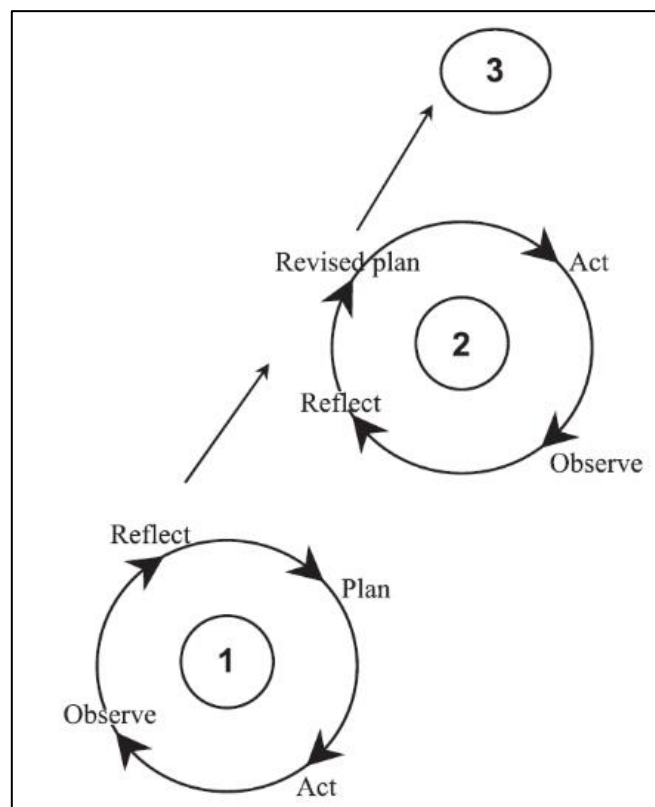 3
Revised plan
Act
2
Reflect
Observe
Reflect
Plan
1
Observe
Act